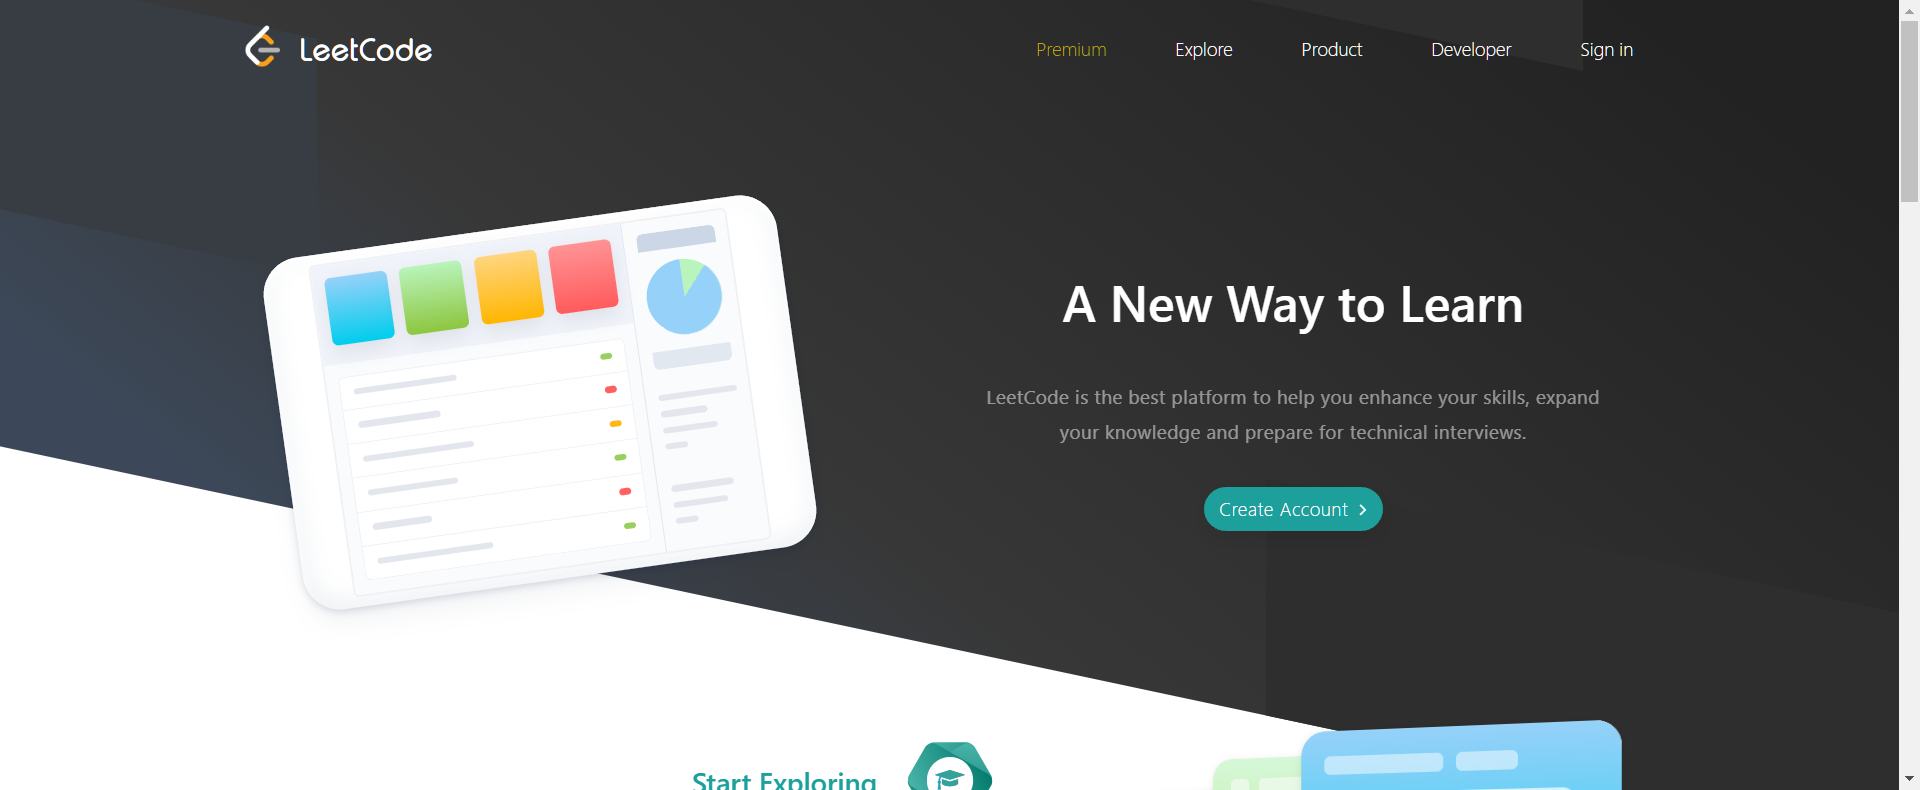 LeetCode
Premium
Explore
Product
Developer
Sign in
A New Way to Learn
LeetCode is the best platform to help you enhance your skills, expand
your knowledge and prepare for technical interviews.
Create Account
Start Exploring